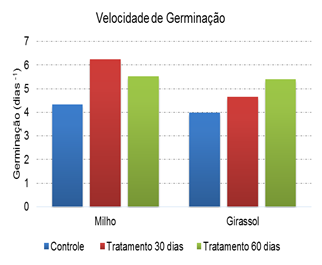 Velocidade de Germinação
Germinação (dias -1)
7
6
5
4
3
2
1
0
Milho Girassol
Controle Tratamento 30 dias Tratamento 60 dias